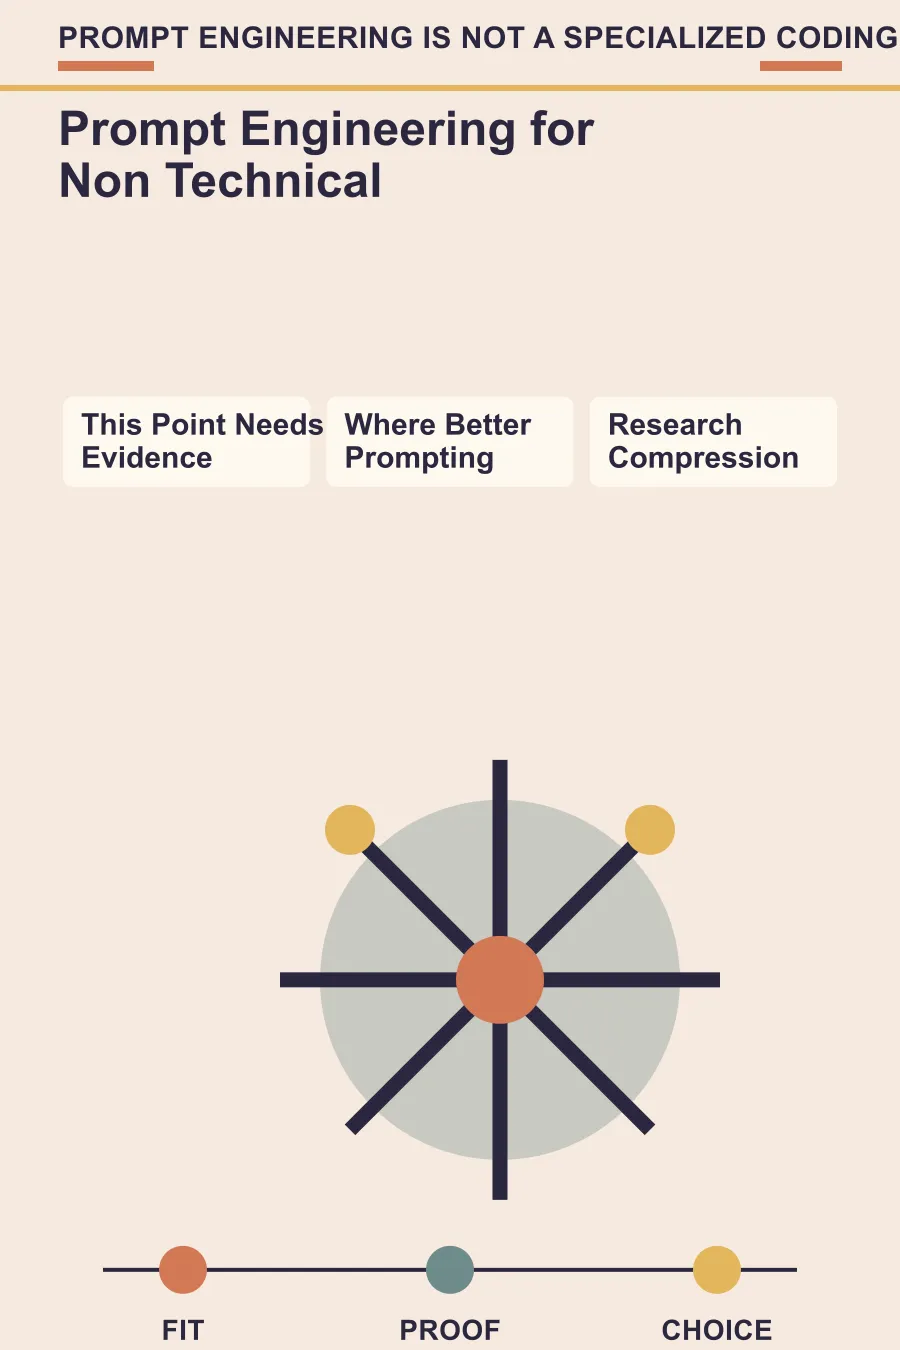 PROMPT ENGINEERING IS NOT A SPECIALIZED CODING
Prompt Engineering for
Non Technical
This Point Needs
Evidence
Where Better
Prompting
Research
Compression
FIT
PROOF
CHOICE